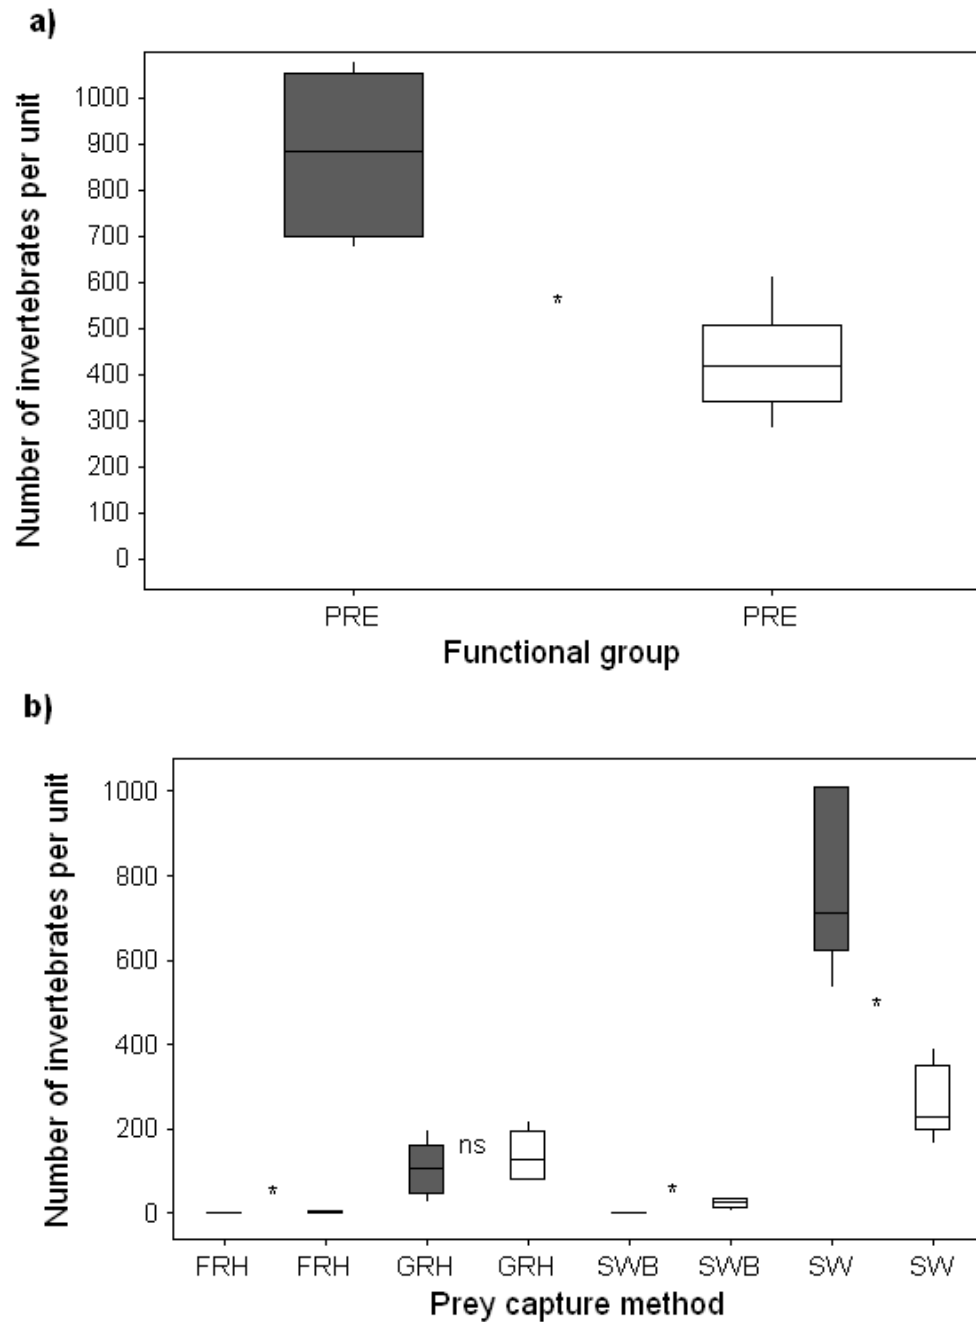 a)
Number of invertebrates per unit
1000
900
800
700
600
500
400
300
200
100
0
*
PRE PRE
Functional group
b)
Number of invertebrates per unit
1000
800
600
400
200
0
*
ns
*
*
FRH FRH GRH GRH SWB SWB SW SW
Prey capture method